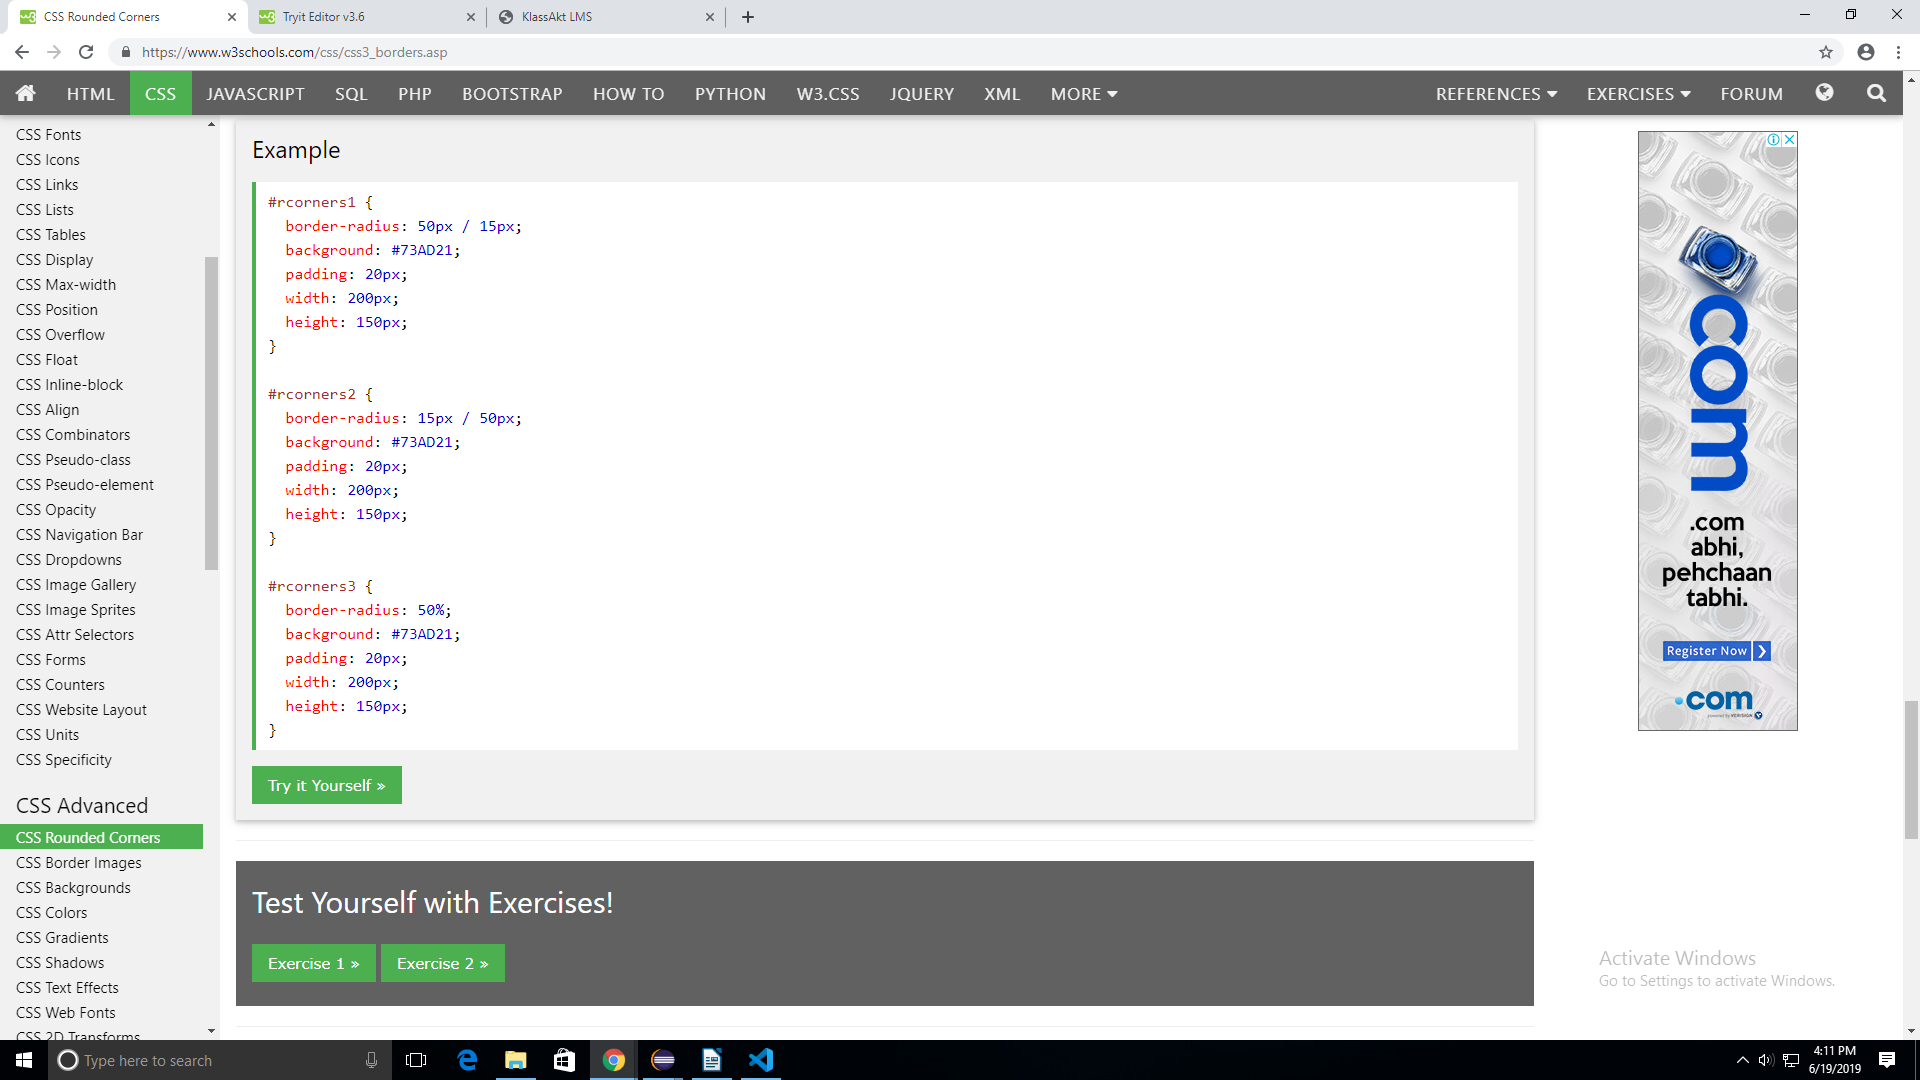 CSS Rounded Corners
Tryit Editor v3.6
KlassAkt LMS
https://www.w3schools.com/css/css3_borders.asp
HTML CSS JAVASCRIPT SQL PHP BOOTSTRAP HOW TO PYTHON W3.CSS JQUERY XML MORE REFERENCES EXERCISES FORUM
CSS Fonts
CSS Icons
CSS Links
CSS Lists
CSS Tables
CSS Display
CSS Max-width
CSS Position
CSS Overflow
CSS Float
CSS Inline-block
CSS Align
CSS Combinators
CSS Pseudo-class
CSS Pseudo-element
CSS Opacity
CSS Navigation Bar
CSS Dropdowns
CSS Image Gallery
CSS Image Sprites
CSS Attr Selectors
CSS Forms
CSS Counters
CSS Website Layout
CSS Units
CSS Specificity
CSS Advanced
CSS Rounded Corners
CSS Border Images
CSS Backgrounds
CSS Colors
CSS Gradients
CSS Shadows
CSS Text Effects
CSS Web Fonts
CSS 2D Transforms
Example
#rcorners1 {
  border-radius: 50px / 15px;
  background: #73AD21;
  padding: 20px;
  width: 200px;
  height: 150px;
}
#rcorners2 {
  border-radius: 15px / 50px;
  background: #73AD21;
  padding: 20px;
  width: 200px;
  height: 150px;
}
#rcorners3 {
  border-radius: 50%;
  background: #73AD21;
  padding: 20px;
  width: 200px;
  height: 150px;
}
Try it Yourself »
Test Yourself with Exercises!
Exercise 1 » Exercise 2 »
com
.com
abhi,
pehchaan
tabhi.
Register Now ❯
.com
powered by VERISIGN
Activate Windows
Go to Settings to activate Windows.
Type here to search
4:11 PM
6/19/2019